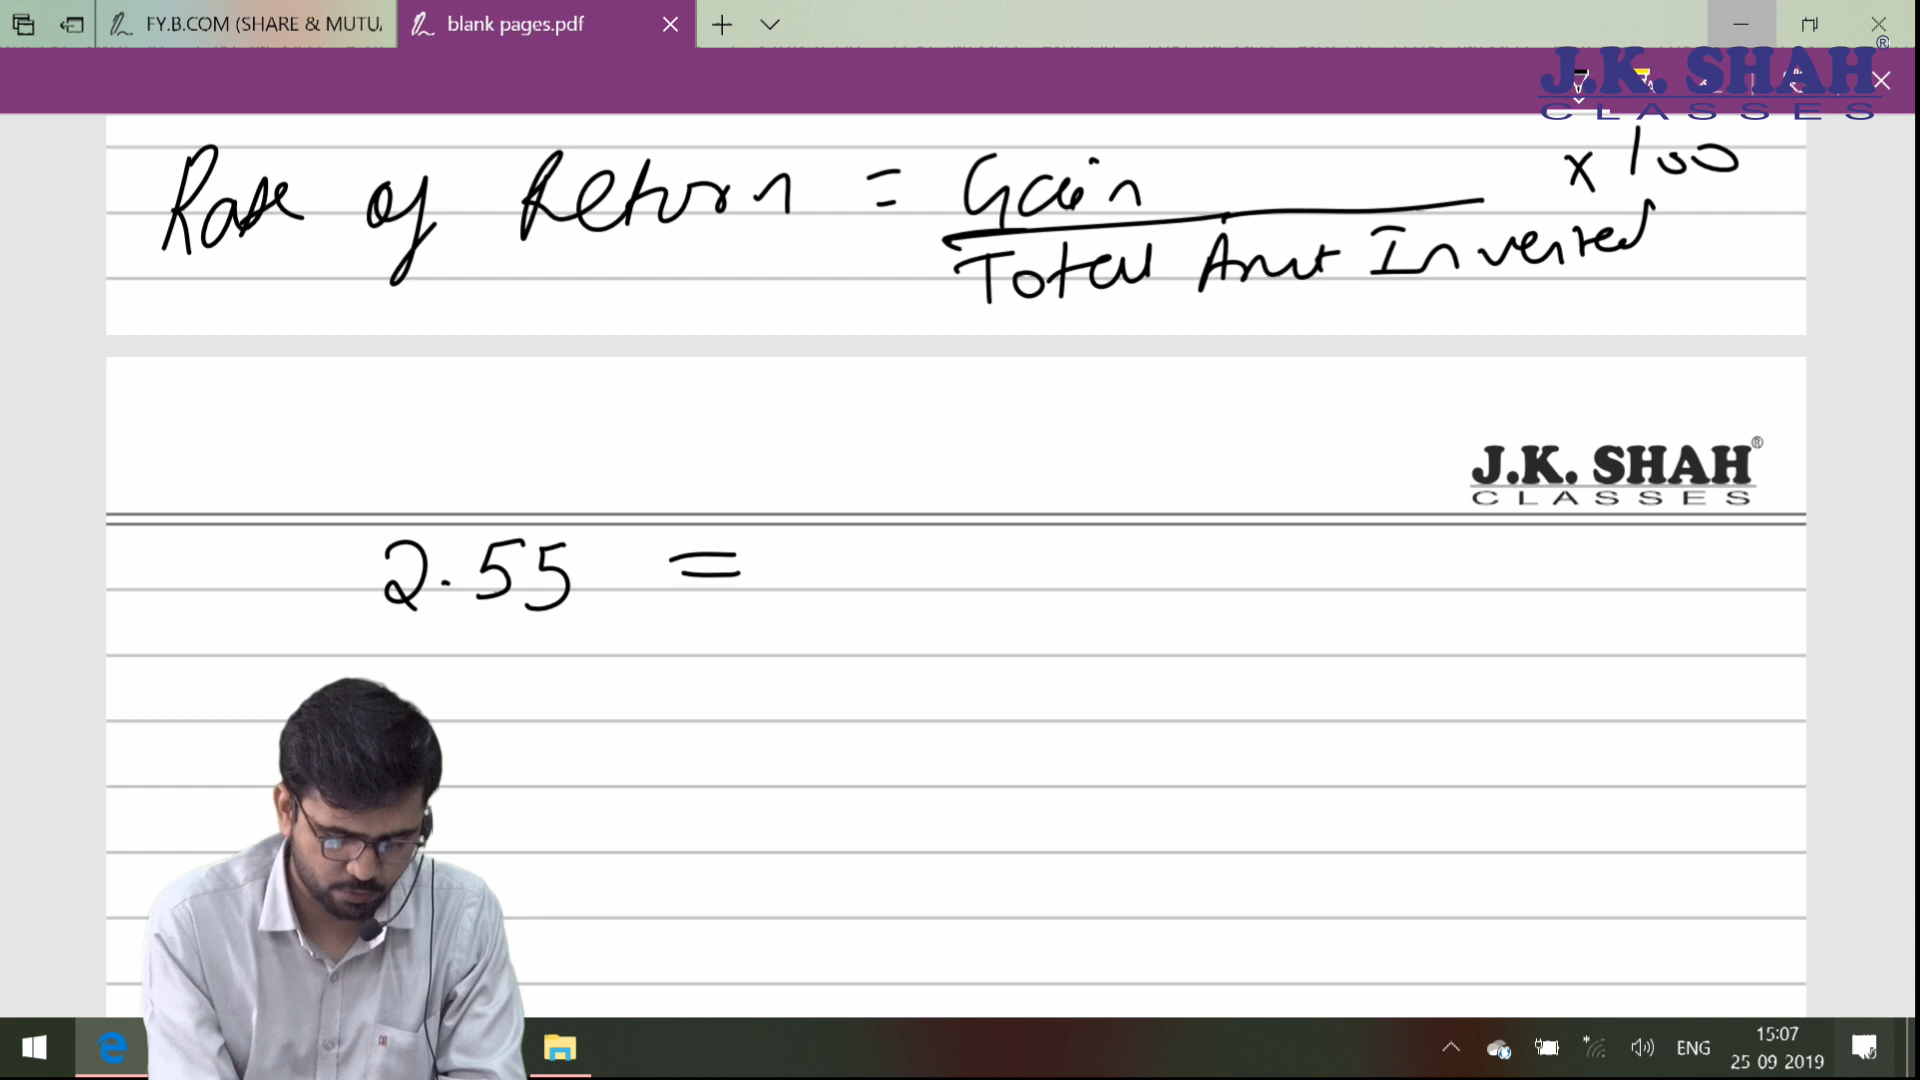 FY.B.COM (SHARE & MUTU
blank pages.pdf
J.K. SHAH®
CLASSES
Rate of Return = Gain x 100
Total Amt Invested
J.K. SHAH®
CLASSES
2.55 =
ENG
15:07
25 09 2019